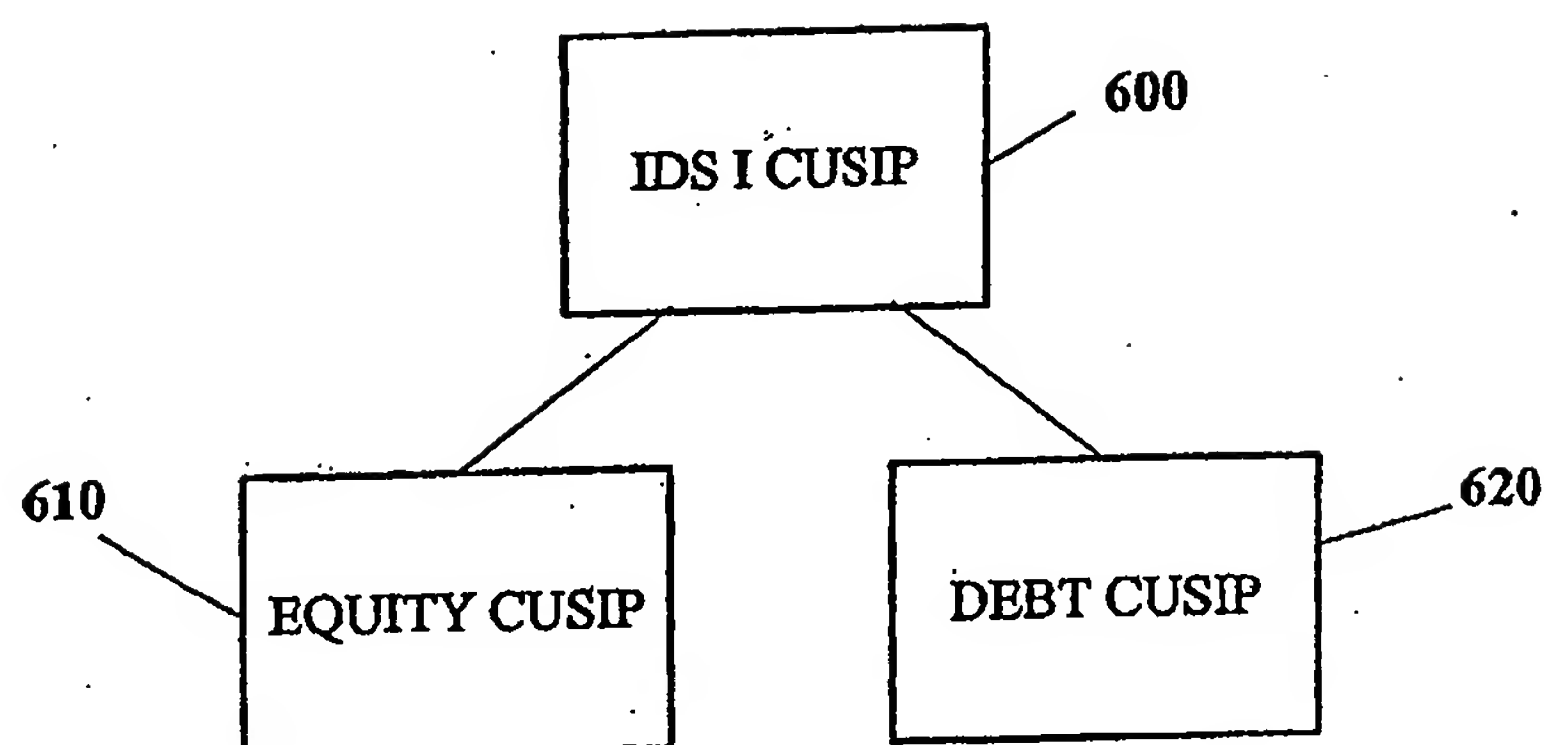 600
IDS I CUSIP
610
620
EQUITY CUSIP
DEBT CUSIP